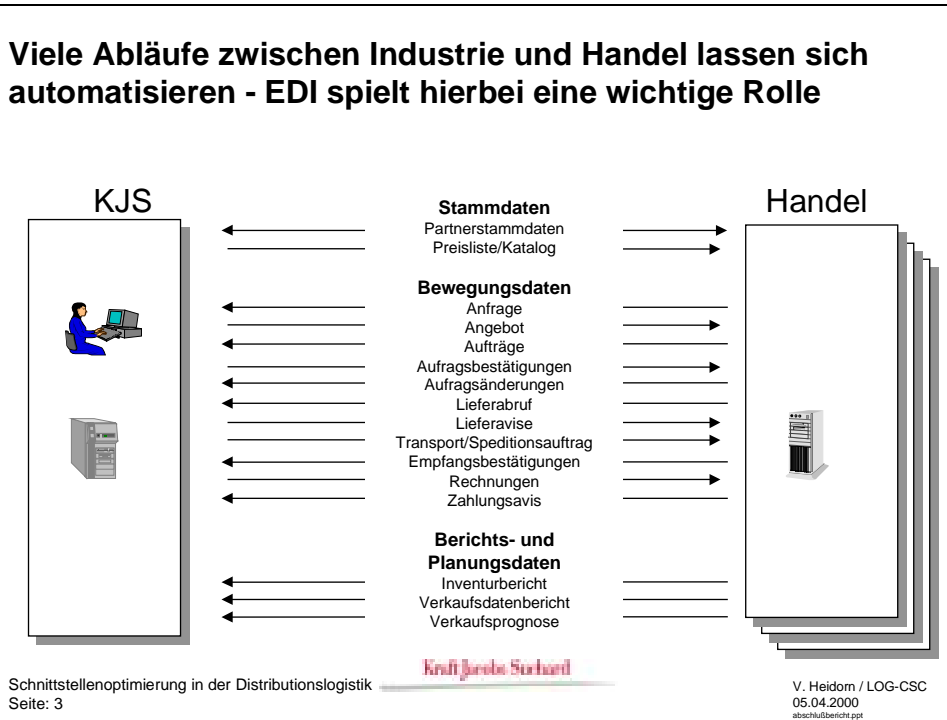 Viele Abläufe zwischen Industrie und Handel lassen sich
automatisieren - EDI spielt hierbei eine wichtige Rolle
KJS
Handel
Stammdaten
Partnerstammdaten
Preisliste/Katalog
Bewegungsdaten
Anfrage
Angebot
Aufträge
Aufragsbestätigungen
Aufragsänderungen
Lieferabruf
Lieferavise
Transport/Speditionsauftrag
Empfangsbestätigungen
Rechnungen
Zahlungsavis
Berichts- und
Planungsdaten
Inventurbericht
Verkaufsdatenbericht
Verkaufsprognose
Kraft Jacobs Suchard
Schnittstellenoptimierung in der Distributionslogistik
Seite: 3
V. Heidorn / LOG-CSC
05.04.2000
abschlußbericht.ppt